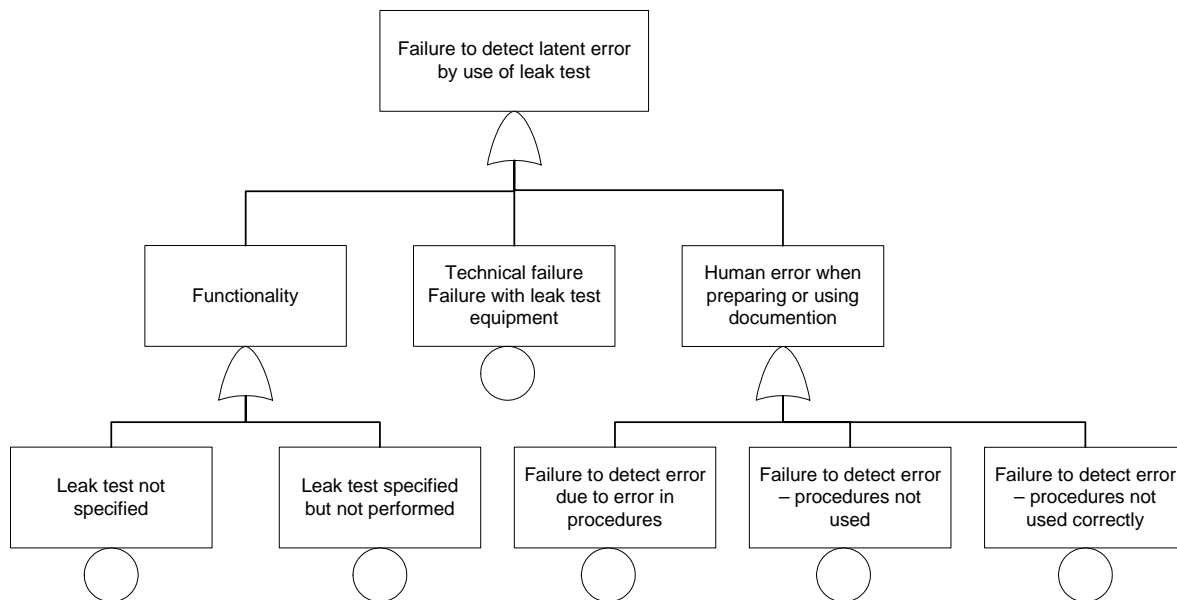 Failure to detect latent error
by use of leak test
Functionality
Technical failure
Failure with leak test
equipment
Human error when
preparing or using
documention
Leak test not
specified
Leak test specified
but not performed
Failure to detect error
due to error in
procedures
Failure to detect error
– procedures not
used
Failure to detect error
– procedures not
used correctly